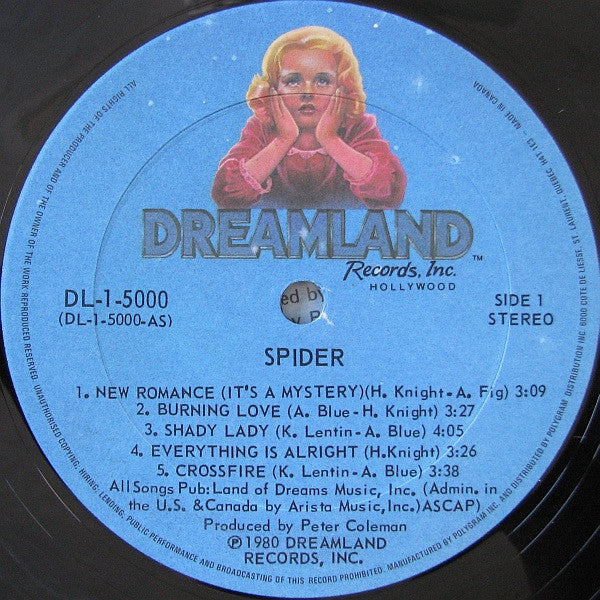 DREAMLAND™
Records, Inc.
HOLLYWOOD
DL-1-5000
(DL-1-5000-AS)
SIDE 1
STEREO
ed by
SPIDER
1. NEW ROMANCE (IT'S A MYSTERY)(H. Knight-A. Fig) 3:09
2. BURNING LOVE (A. Blue-H. Knight) 3:27
3. SHADY LADY (K. Lentin-A. Blue) 4:05
4. EVERYTHING IS ALRIGHT (H.Knight) 3:26
5. CROSSFIRE (K. Lentin-A. Blue) 3:38
All Songs Pub: Land of Dreams Music, Inc. (Admin. in
the U.S. &Canada by Arista Music,Inc.)ASCAP)
Produced by Peter Coleman
℗ 1980 DREAMLAND
RECORDS, INC.
ALL RIGHTS OF THE PRODUCER AND OF THE OWNER OF THE WORK REPRODUCED RESERVED. UNAUTHORISED COPYING, HIRING, LENDING, PUBLIC PERFORMANCE AND BROADCASTING OF THIS RECORD PROHIBITED. MANUFACTURED BY POLYGRAM INC. AND DISTRIBUTED BY POLYGRAM DISTRIBUTION INC. 6000 COTE DE LIESSE, ST. LAURENT, QUEBEC H4T 1E3 - MADE IN CANADA